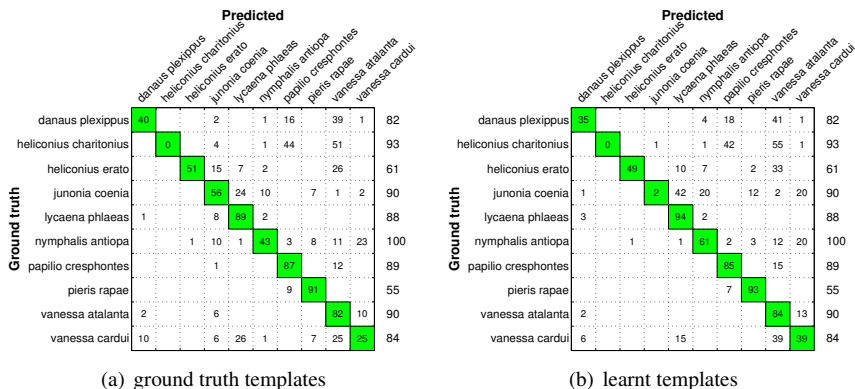 Predicted
danaus plexippus
heliconius charitonius
heliconius erato
junonia coenia
lycaena phlaeas
nymphalis antiopa
papilio cresphontes
pieris rapae
vanessa atalanta
vanessa cardui
Ground truth
danaus plexippus 40 2 1 16 39 1 82
heliconius charitonius 0 4 1 44 51 93
heliconius erato 51 15 7 2 26 61
junonia coenia 56 24 10 7 1 2 90
lycaena phlaeas 1 8 89 2 88
nymphalis antiopa 1 10 1 43 3 8 11 23 100
papilio cresphontes 1 87 12 89
pieris rapae 9 91 55
vanessa atalanta 2 6 82 10 90
vanessa cardui 10 6 26 1 7 25 25 84
(a) ground truth templates
Predicted
danaus plexippus
heliconius charitonius
heliconius erato
junonia coenia
lycaena phlaeas
nymphalis antiopa
papilio cresphontes
pieris rapae
vanessa atalanta
vanessa cardui
Ground truth
danaus plexippus 35 4 18 41 1 82
heliconius charitonius 0 1 1 42 55 1 93
heliconius erato 49 10 7 2 33 61
junonia coenia 1 2 42 20 12 2 20 90
lycaena phlaeas 3 94 2 88
nymphalis antiopa 1 1 61 2 3 12 20 100
papilio cresphontes 85 15 89
pieris rapae 7 93 55
vanessa atalanta 2 84 13 90
vanessa cardui 6 15 39 39 84
(b) learnt templates